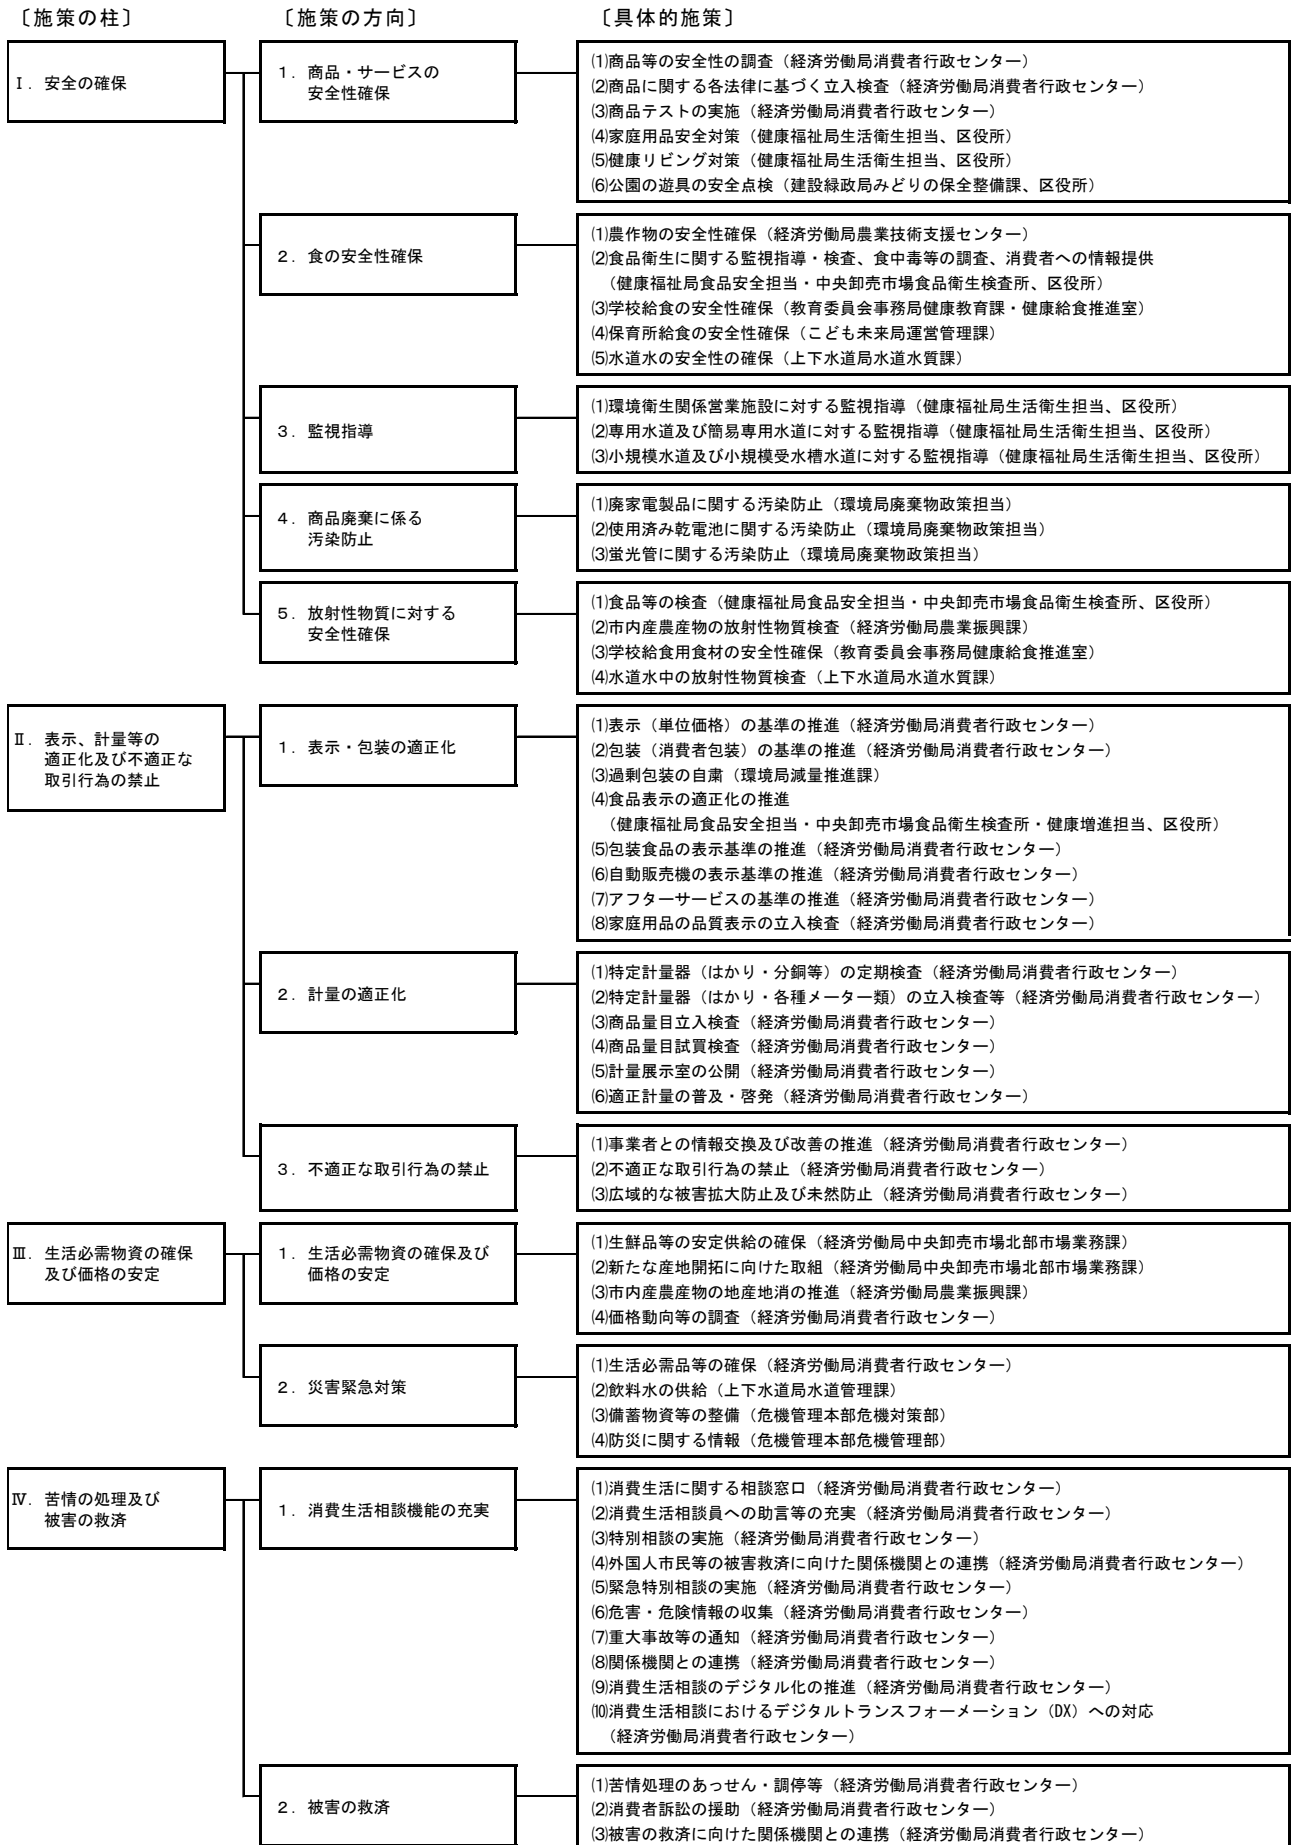 〔施策の柱〕 〔施策の方向〕 〔具体的施策〕
Ⅰ．安全の確保
１．商品・サービスの
安全性確保
⑴商品等の安全性の調査（経済労働局消費者行政センター）
⑵商品に関する各法律に基づく立入検査（経済労働局消費者行政センター）
⑶商品テストの実施（経済労働局消費者行政センター）
⑷家庭用品安全対策（健康福祉局生活衛生担当、区役所）
⑸健康リビング対策（健康福祉局生活衛生担当、区役所）
⑹公園の遊具の安全点検（建設緑政局みどりの保全整備課、区役所）
２．食の安全性確保
⑴農作物の安全性確保（経済労働局農業技術支援センター）
⑵食品衛生に関する監視指導・検査、食中毒等の調査、消費者への情報提供
（健康福祉局食品安全担当・中央卸売市場食品衛生検査所、区役所）
⑶学校給食の安全性確保（教育委員会事務局健康教育課・健康給食推進室）
⑷保育所給食の安全性確保（こども未来局運営管理課）
⑸水道水の安全性の確保（上下水道局水道水質課）
３．監視指導
⑴環境衛生関係営業施設に対する監視指導（健康福祉局生活衛生担当、区役所）
⑵専用水道及び簡易専用水道に対する監視指導（健康福祉局生活衛生担当、区役所）
⑶小規模水道及び小規模受水槽水道に対する監視指導（健康福祉局生活衛生担当、区役所）
４．商品廃棄に係る
汚染防止
⑴廃家電製品に関する汚染防止（環境局廃棄物政策担当）
⑵使用済み乾電池に関する汚染防止（環境局廃棄物政策担当）
⑶蛍光管に関する汚染防止（環境局廃棄物政策担当）
５．放射性物質に対する
安全性確保
⑴食品等の検査（健康福祉局食品安全担当・中央卸売市場食品衛生検査所、区役所）
⑵市内産農産物の放射性物質検査（経済労働局農業振興課）
⑶学校給食用食材の安全性確保（教育委員会事務局健康給食推進室）
⑷水道水中の放射性物質検査（上下水道局水道水質課）
Ⅱ．表示、計量等の
適正化及び不適正な
取引行為の禁止
１．表示・包装の適正化
⑴表示（単位価格）の基準の推進（経済労働局消費者行政センター）
⑵包装（消費者包装）の基準の推進（経済労働局消費者行政センター）
⑶過剰包装の自粛（環境局減量推進課）
⑷食品表示の適正化の推進
（健康福祉局食品安全担当・中央卸売市場食品衛生検査所・健康増進担当、区役所）
⑸包装食品の表示基準の推進（経済労働局消費者行政センター）
⑹自動販売機の表示基準の推進（経済労働局消費者行政センター）
⑺アフターサービスの基準の推進（経済労働局消費者行政センター）
⑻家庭用品の品質表示の立入検査（経済労働局消費者行政センター）
２．計量の適正化
⑴特定計量器（はかり・分銅等）の定期検査（経済労働局消費者行政センター）
⑵特定計量器（はかり・各種メーター類）の立入検査等（経済労働局消費者行政センター）
⑶商品量目立入検査（経済労働局消費者行政センター）
⑷商品量目試買検査（経済労働局消費者行政センター）
⑸計量展示室の公開（経済労働局消費者行政センター）
⑹適正計量の普及・啓発（経済労働局消費者行政センター）
３．不適正な取引行為の禁止
⑴事業者との情報交換及び改善の推進（経済労働局消費者行政センター）
⑵不適正な取引行為の禁止（経済労働局消費者行政センター）
⑶広域的な被害拡大防止及び未然防止（経済労働局消費者行政センター）
Ⅲ．生活必需物資の確保
及び価格の安定
１．生活必需物資の確保及び
価格の安定
⑴生鮮品等の安定供給の確保（経済労働局中央卸売市場北部市場業務課）
⑵新たな産地開拓に向けた取組（経済労働局中央卸売市場北部市場業務課）
⑶市内産農産物の地産地消の推進（経済労働局農業振興課）
⑷価格動向等の調査（経済労働局消費者行政センター）
２．災害緊急対策
⑴生活必需品等の確保（経済労働局消費者行政センター）
⑵飲料水の供給（上下水道局水道管理課）
⑶備蓄物資等の整備（危機管理本部危機対策部）
⑷防災に関する情報（危機管理本部危機管理部）
Ⅳ．苦情の処理及び
被害の救済
１．消費生活相談機能の充実
⑴消費生活に関する相談窓口（経済労働局消費者行政センター）
⑵消費生活相談員への助言等の充実（経済労働局消費者行政センター）
⑶特別相談の実施（経済労働局消費者行政センター）
⑷外国人市民等の被害救済に向けた関係機関との連携（経済労働局消費者行政センター）
⑸緊急特別相談の実施（経済労働局消費者行政センター）
⑹危害・危険情報の収集（経済労働局消費者行政センター）
⑺重大事故等の通知（経済労働局消費者行政センター）
⑻関係機関との連携（経済労働局消費者行政センター）
⑼消費生活相談のデジタル化の推進（経済労働局消費者行政センター）
⑽消費生活相談におけるデジタルトランスフォーメーション（DX）への対応
（経済労働局消費者行政センター）
２．被害の救済
⑴苦情処理のあっせん・調停等（経済労働局消費者行政センター）
⑵消費者訴訟の援助（経済労働局消費者行政センター）
⑶被害の救済に向けた関係機関との連携（経済労働局消費者行政センター）